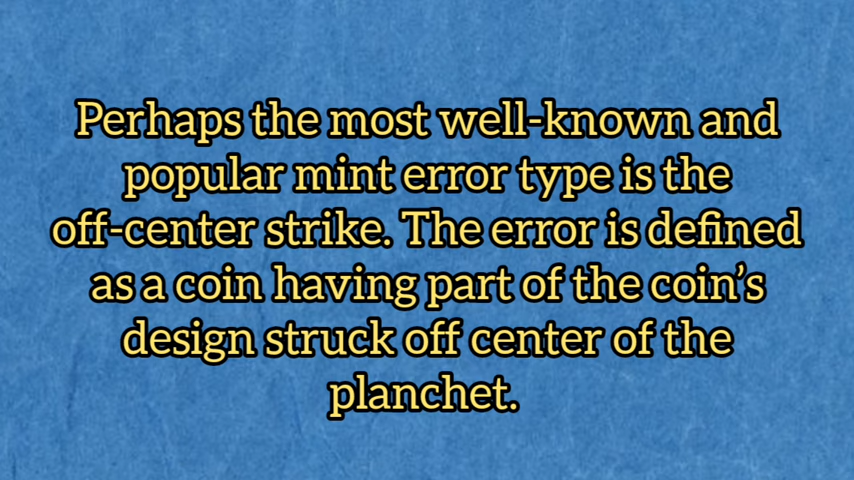 Perhaps the most well-known and
popular mint error type is the
off-center strike. The error is defined
as a coin having part of the coin’s
design struck off center of the
planchet.